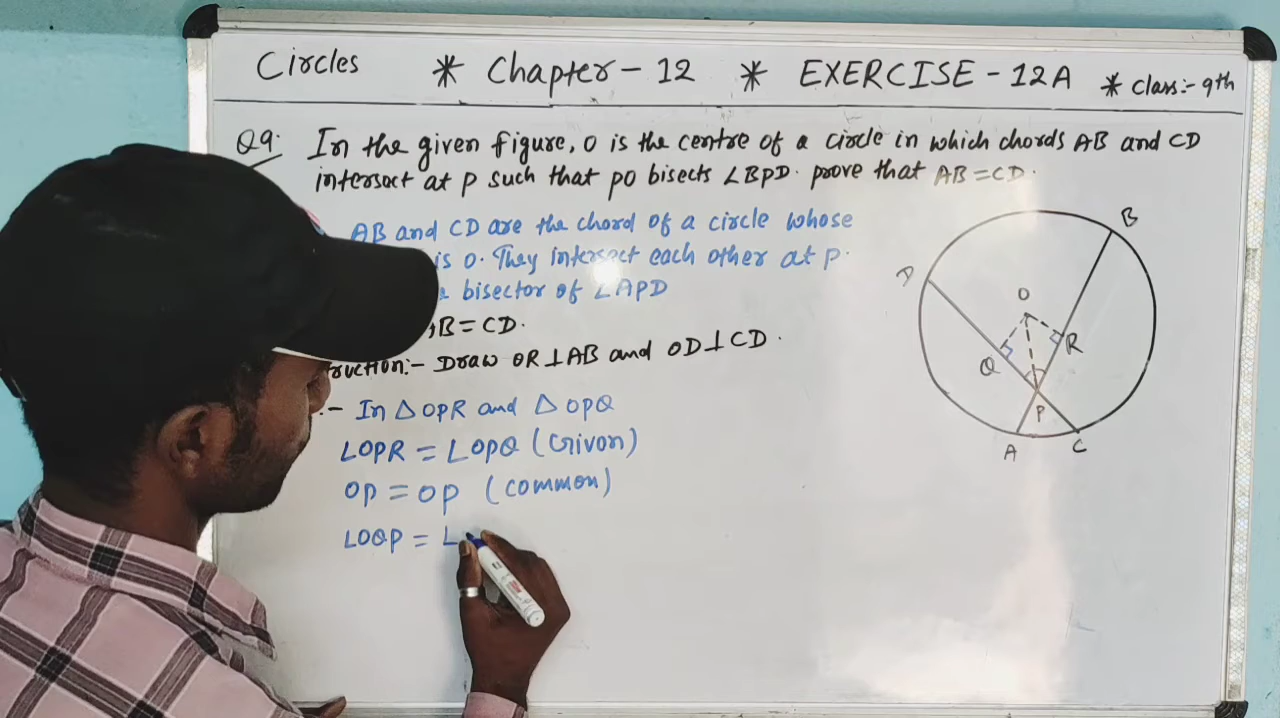 Circles * Chapter-12 * EXERCISE-12A * Class:- 9th
Q9. In the given figure, O is the centre of a circle in which chords AB and CD
intersect at P such that PO bisects ∠BPD. prove that AB = CD.
AB and CD are the chord of a circle whose
is O. They intersect each other at P.
bisector of ∠APD
B = CD.
truction:- Draw OR⊥AB and OD⊥CD.
:- In △OPR and △OPQ
∠OPR = ∠OPQ (Given)
OP = OP (common)
∠OQP = ∠
B
D
O
R
Q
P
A
C